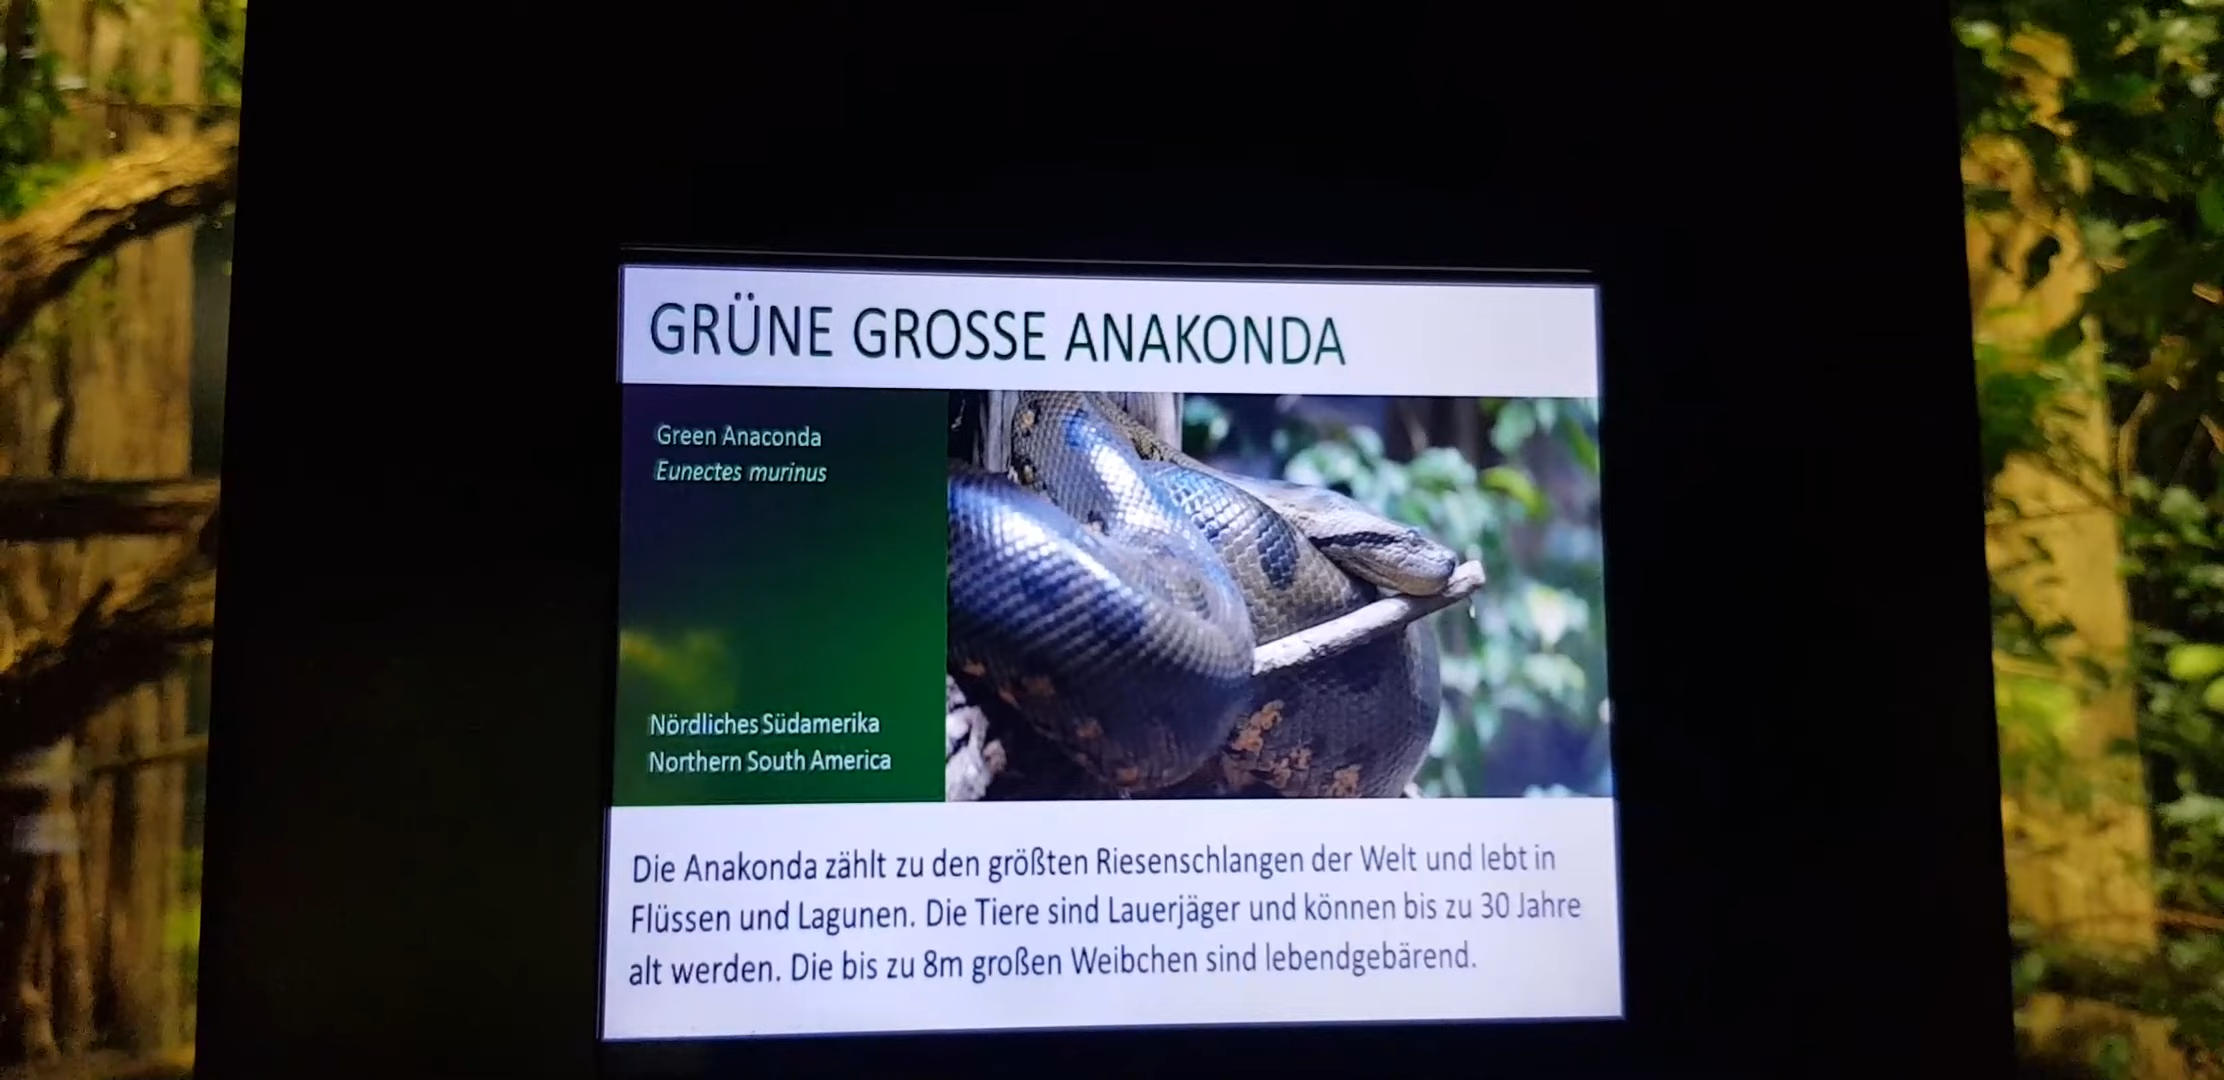 GRÜNE GROSSE ANAKONDA
Green Anaconda
Eunectes murinus
Nördliches Südamerika
Northern South America
Die Anakonda zählt zu den größten Riesenschlangen der Welt und lebt in
Flüssen und Lagunen. Die Tiere sind Lauerjäger und können bis zu 30 Jahre
alt werden. Die bis zu 8m großen Weibchen sind lebendgebärend.